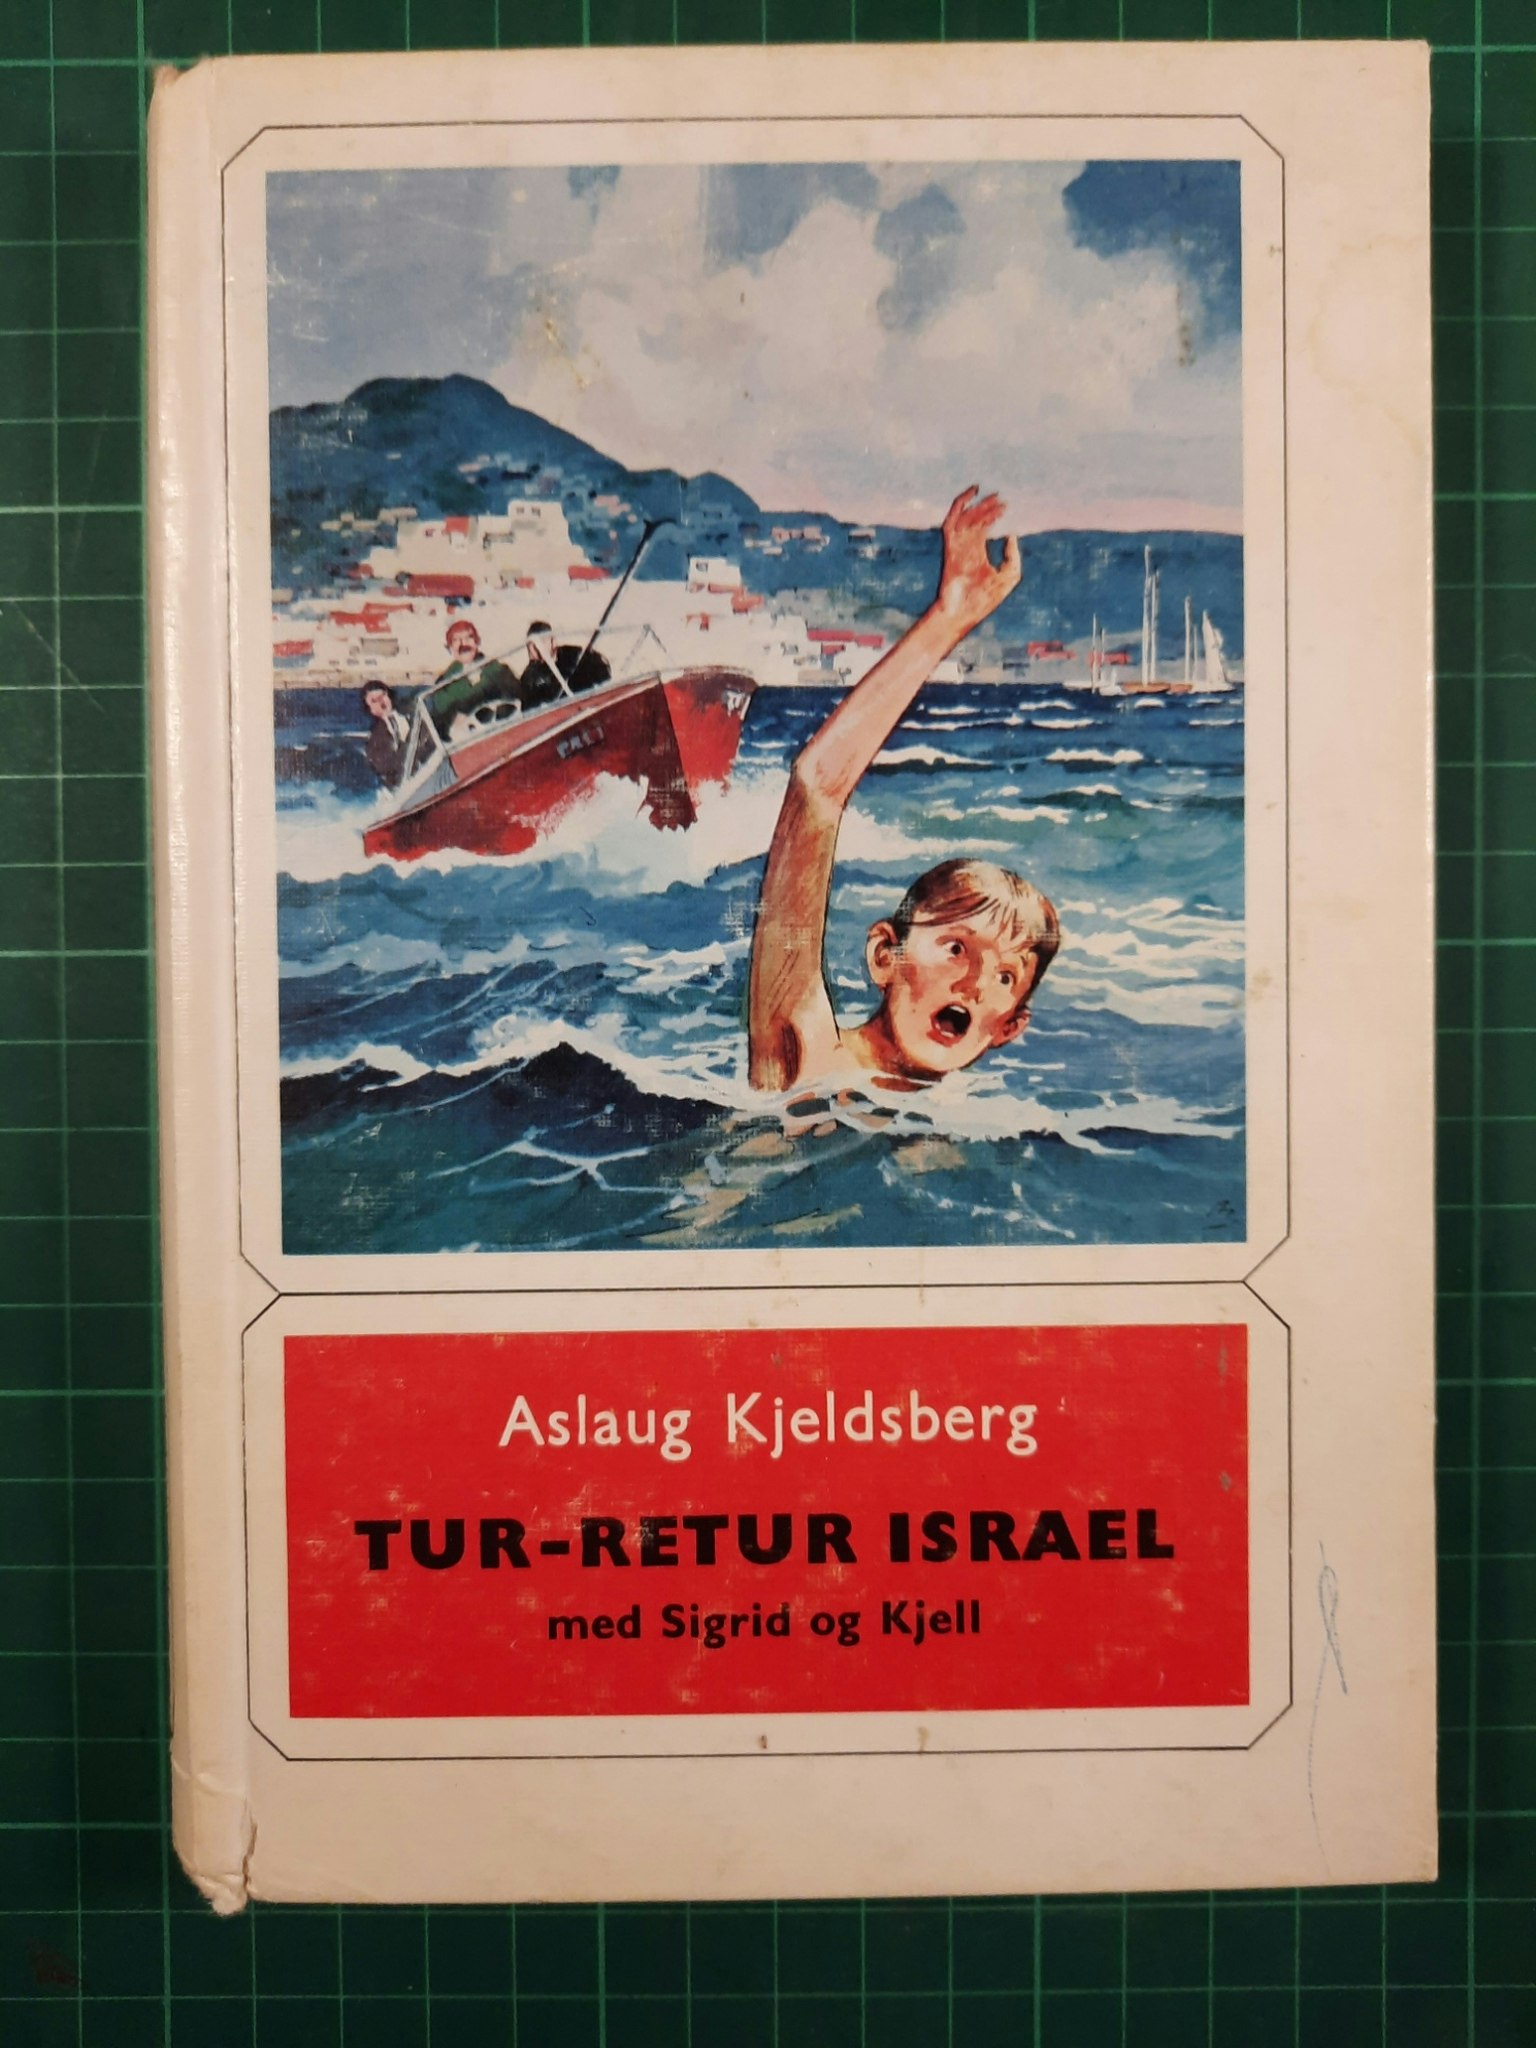 Aslaug Kjeldsberg
TUR-RETUR ISRAEL
med Sigrid og Kjell